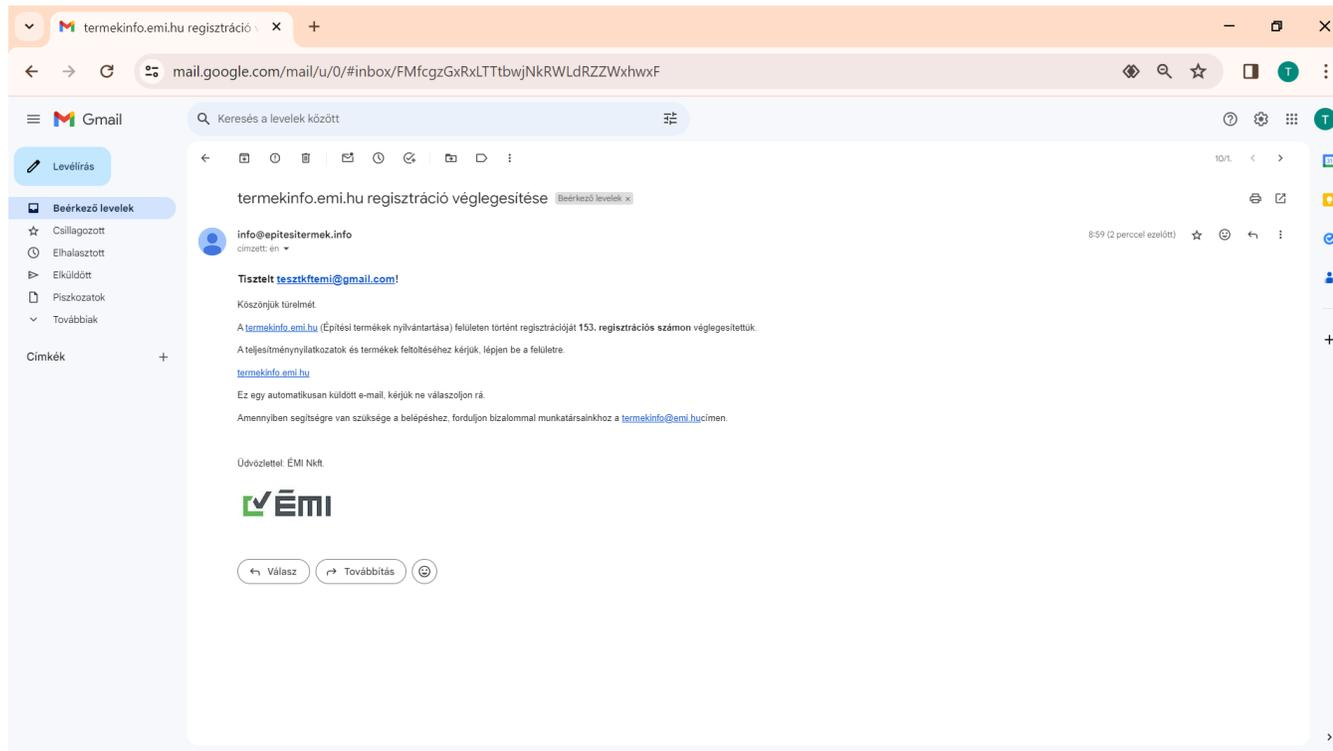 termekinfo.emi.hu regisztráció v
mail.google.com/mail/u/0/#inbox/FMfcgzGxRxLTTtbwjNkRWLdRZZWxhwxF
T
Gmail
Keresés a levelek között
T
Levélírás
10/1.
Beérkező levelek
Csillagozott
Elhalasztott
Elküldött
Piszkozatok
Továbbiak
Címkék
termekinfo.emi.hu regisztráció véglegesítése Beérkező levelek ×
info@epitesitermek.info
8:59 (2 perccel ezelőtt)
címzett: én
Tisztelt tesztkftemi@gmail.com!
Köszönjük türelmét.
A termekinfo.emi.hu (Építési termékek nyilvántartása) felületen történt regisztrációját 153. regisztrációs számon véglegesítettük.
A teljesítménynyilatkozatok és termékek feltöltéséhez kérjük, lépjen be a felületre.
termekinfo.emi.hu
Ez egy automatikusan küldött e-mail, kérjük ne válaszoljon rá.
Amennyiben segítségre van szüksége a belépéshez, forduljon bizalommal munkatársainkhoz a termekinfo@emi.hucímen.
Üdvözlettel: ÉMI Nkft.
ÉMI
Válasz
Továbbítás